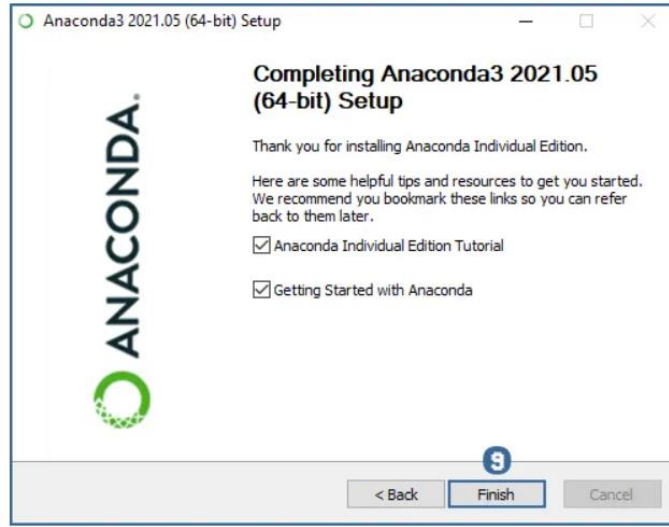 Anaconda3 2021.05 (64-bit) Setup
ANACONDA.
Completing Anaconda3 2021.05
(64-bit) Setup
Thank you for installing Anaconda Individual Edition.
Here are some helpful tips and resources to get you started.
We recommend you bookmark these links so you can refer
back to them later.
Anaconda Individual Edition Tutorial
Getting Started with Anaconda
9
< Back Finish Cancel